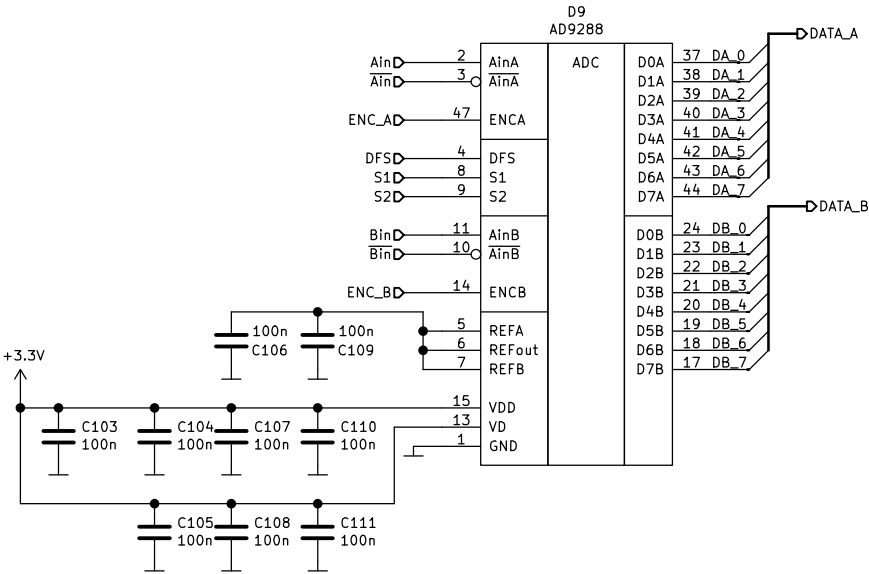 D9
AD9288
ADC
DATA_A
Ain 2 AinA D0A 37 DA_0
Ain 3 AinA D1A 38 DA_1
D2A 39 DA_2
ENC_A 47 ENCA D3A 40 DA_3
D4A 41 DA_4
DFS 4 DFS D5A 42 DA_5
S1 8 S1 D6A 43 DA_6
S2 9 S2 D7A 44 DA_7
DATA_B
Bin 11 AinB D0B 24 DB_0
Bin 10 AinB D1B 23 DB_1
D2B 22 DB_2
ENC_B 14 ENCB D3B 21 DB_3
D4B 20 DB_4
100n 100n 5 REFA D5B 19 DB_5
C106 C109 6 REFout D6B 18 DB_6
+3.3V 7 REFB D7B 17 DB_7
15 VDD
C103 C104 C107 C110 13 VD
100n 100n 100n 100n 1 GND
C105 C108 C111
100n 100n 100n